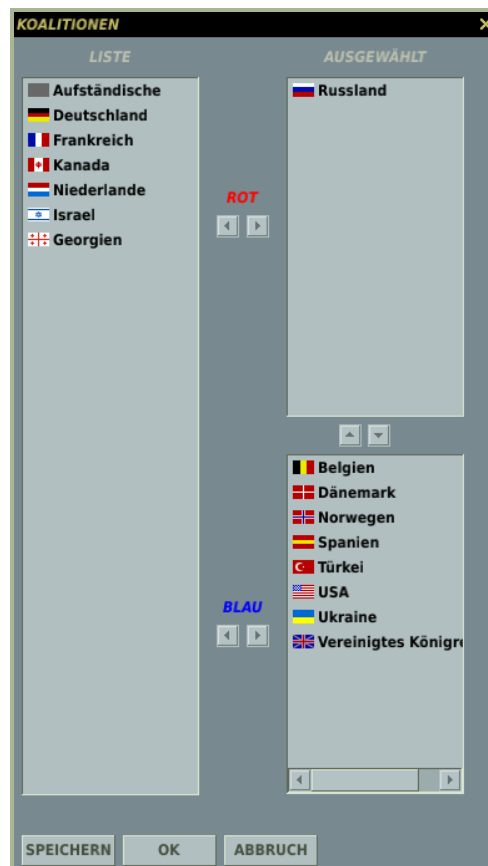 KOALITIONEN
LISTE
AUSGEWÄHLT
Aufständische
Deutschland
Frankreich
Kanada
Niederlande
Israel
Georgien
ROT
Russland
BLAU
Belgien
Dänemark
Norwegen
Spanien
Türkei
USA
Ukraine
Vereinigtes Königre
SPEICHERN
OK
ABBRUCH